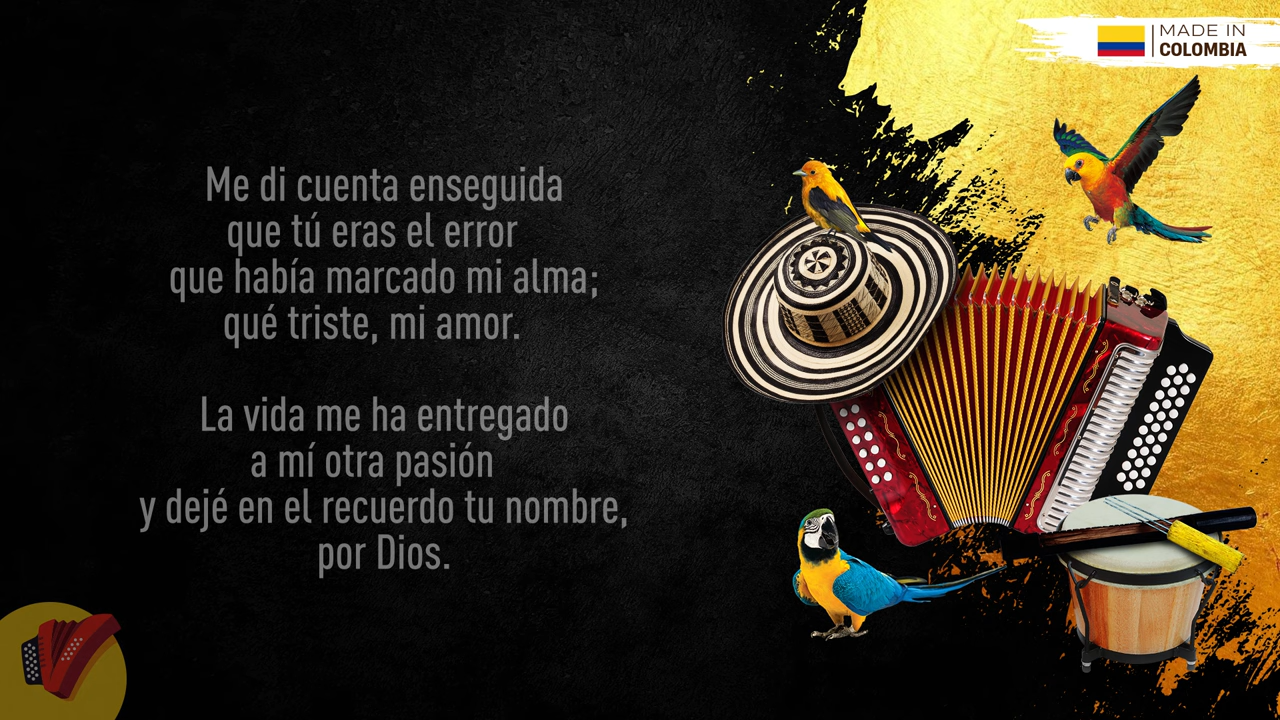 MADE IN
COLOMBIA
Me di cuenta enseguida
que tú eras el error
que había marcado mi alma;
qué triste, mi amor.
La vida me ha entregado
a mí otra pasión
y dejé en el recuerdo tu nombre,
por Dios.